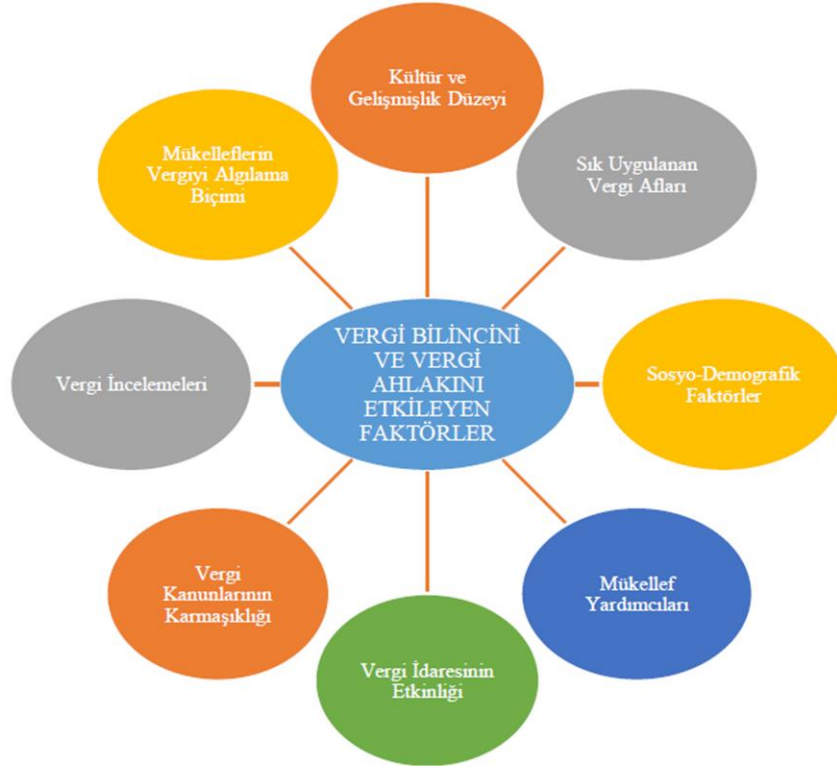 Kültür ve
Gelişmişlik Düzeyi
Sık Uygulanan
Vergi Afları
Sosyo-Demografik
Faktörler
Mükellef
Yardımcıları
Vergi İdaresinin
Etkinliği
Vergi
Kanunlarının
Karmaşıklığı
Vergi İncelemeleri
Mükelleflerin
Vergiyi Algılama
Biçimi
VERGİ BİLİNCİNİ
VE VERGİ
AHLAKINI
ETKİLEYEN
FAKTÖRLER